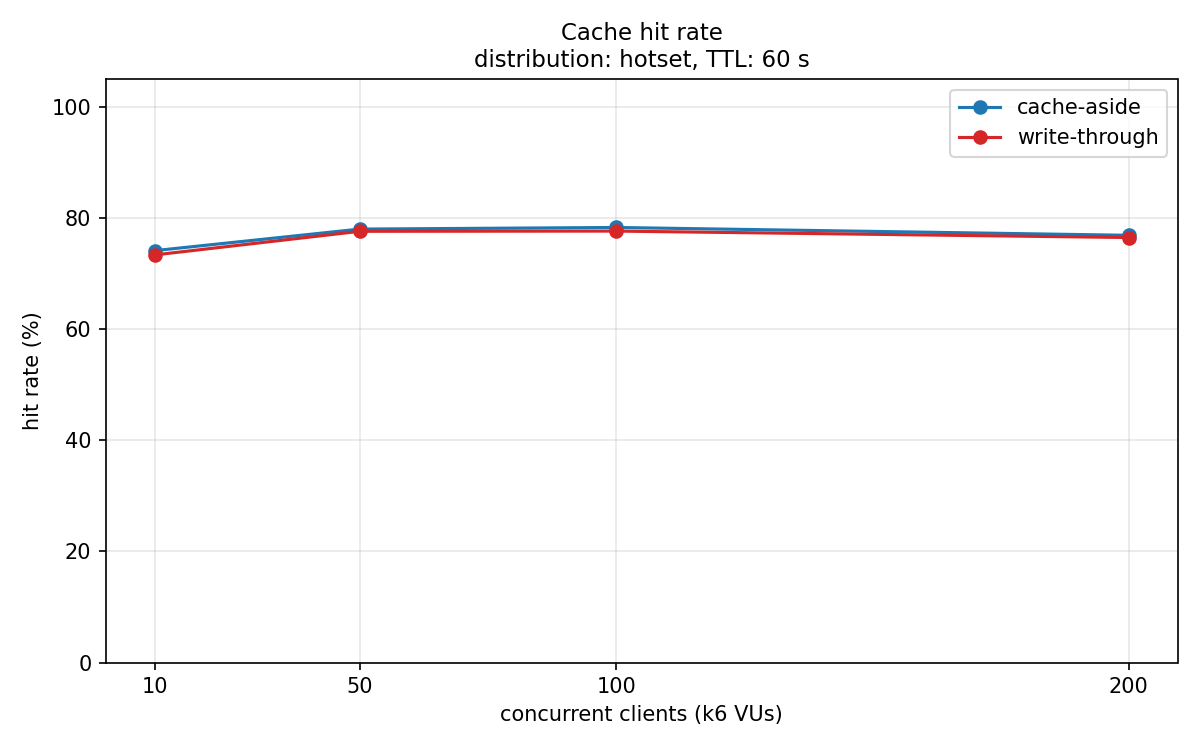 Cache hit rate
distribution: hotset, TTL: 60 s
cache-aside
write-through
hit rate (%)
100
80
60
40
20
0
10
50
100
200
concurrent clients (k6 VUs)